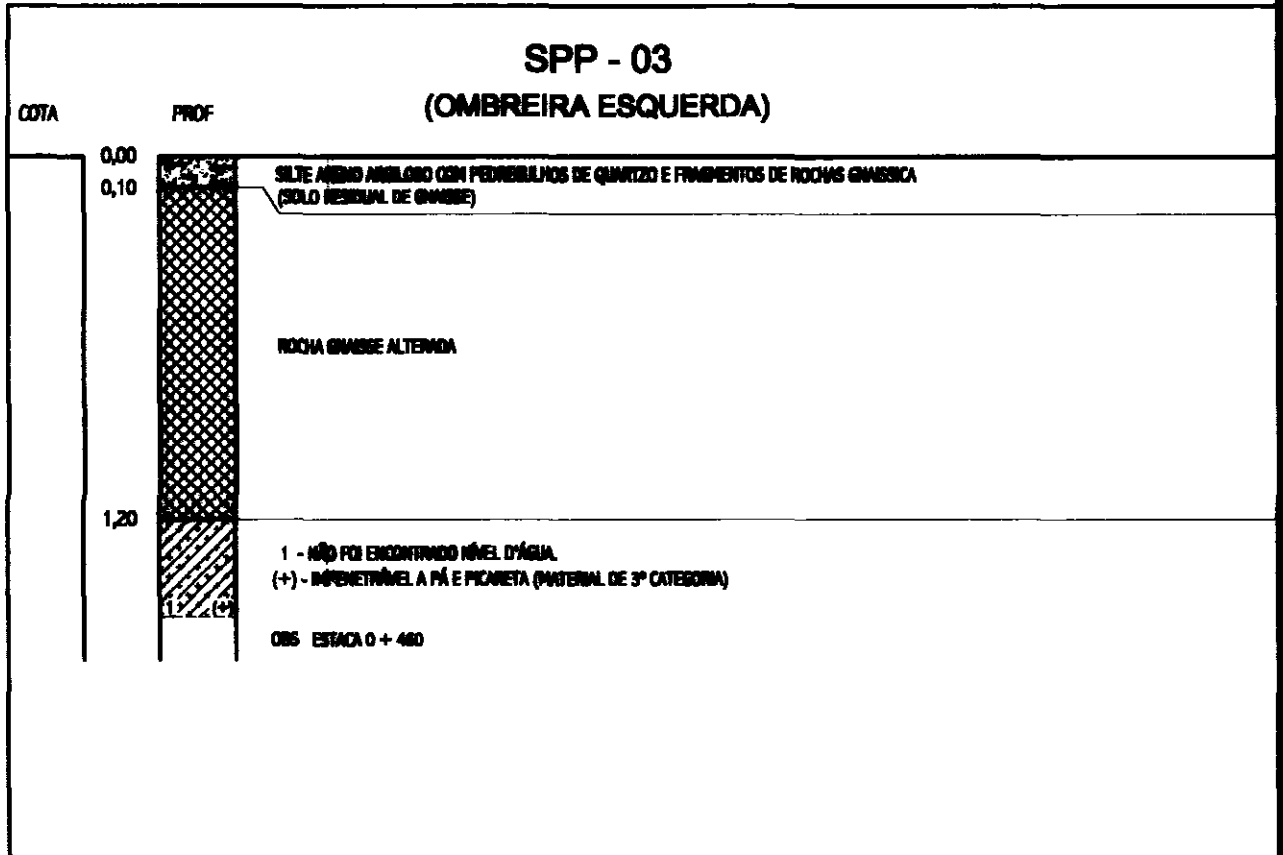 SPP - 03
(OMBREIRA ESQUERDA)
COTA PROF
0,00
SILTE ARENO ARGILOSO COM PEDREGULHOS DE QUARTZO E FRAGMENTOS DE ROCHAS GNAISSICA
0,10
(SOLO RESIDUAL DE GNAISSE)
ROCHA GNAISSE ALTERADA
1,20
1 - NÃO FOI ENCONTRADO NÍVEL D'ÁGUA.
(+) - IMPENETRÁVEL A PÁ E PICARETA (MATERIAL DE 3ª CATEGORIA)
1 (+)
OBS ESTACA 0 + 460